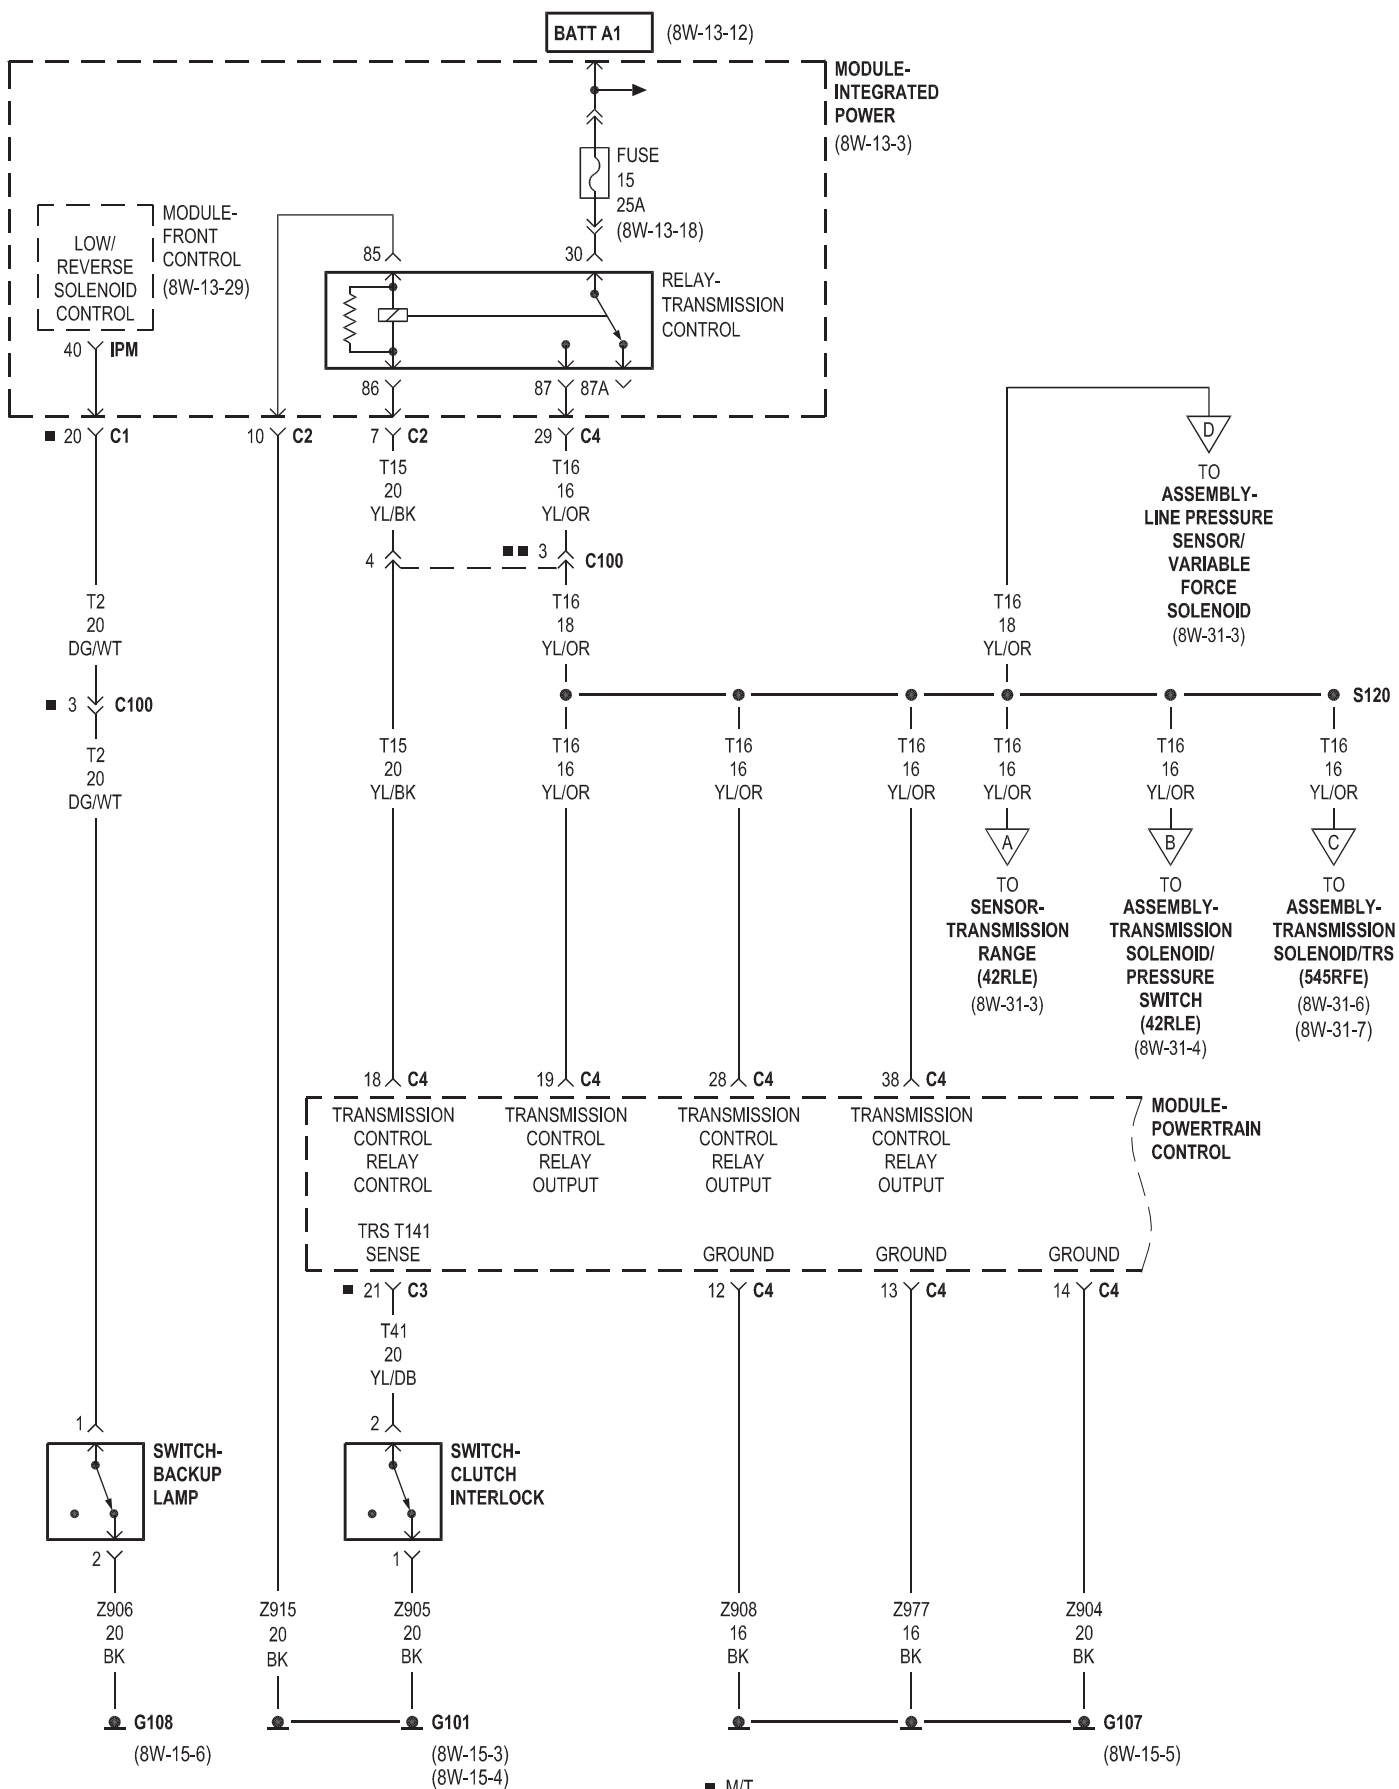 BATT A1 (8W-13-12)
MODULE-
INTEGRATED
POWER
(8W-13-3)
FUSE
15
25A
(8W-13-18)
MODULE-
FRONT
CONTROL
(8W-13-29)
LOW/
REVERSE
SOLENOID
CONTROL
40 IPM
85
30
RELAY-
TRANSMISSION
CONTROL
86
87 87A
■ 20 C1
10 C2
7 C2
29 C4
T15
20
YL/BK
T16
16
YL/OR
4
■ ■ 3 C100
D
TO
ASSEMBLY-
LINE PRESSURE
SENSOR/
VARIABLE
FORCE
SOLENOID
(8W-31-3)
T2
20
DG/WT
T16
18
YL/OR
T16
18
YL/OR
■ 3 C100
S120
T2
20
DG/WT
T15
20
YL/BK
T16
16
YL/OR
T16
16
YL/OR
T16
16
YL/OR
T16
16
YL/OR
T16
16
YL/OR
T16
16
YL/OR
A
TO
SENSOR-
TRANSMISSION
RANGE
(42RLE)
(8W-31-3)
B
TO
ASSEMBLY-
TRANSMISSION
SOLENOID/
PRESSURE
SWITCH
(42RLE)
(8W-31-4)
C
TO
ASSEMBLY-
TRANSMISSION
SOLENOID/TRS
(545RFE)
(8W-31-6)
(8W-31-7)
18 C4
19 C4
28 C4
38 C4
TRANSMISSION
CONTROL
RELAY
CONTROL
TRANSMISSION
CONTROL
RELAY
OUTPUT
TRANSMISSION
CONTROL
RELAY
OUTPUT
TRANSMISSION
CONTROL
RELAY
OUTPUT
MODULE-
POWERTRAIN
CONTROL
TRS T141
SENSE
GROUND
GROUND
GROUND
■ 21 C3
12 C4
13 C4
14 C4
T41
20
YL/DB
1
SWITCH-
BACKUP
LAMP
2
2
SWITCH-
CLUTCH
INTERLOCK
1
Z906
20
BK
Z915
20
BK
Z905
20
BK
Z908
16
BK
Z977
16
BK
Z904
20
BK
G108
(8W-15-6)
G101
(8W-15-3)
(8W-15-4)
G107
(8W-15-5)
■ M/T